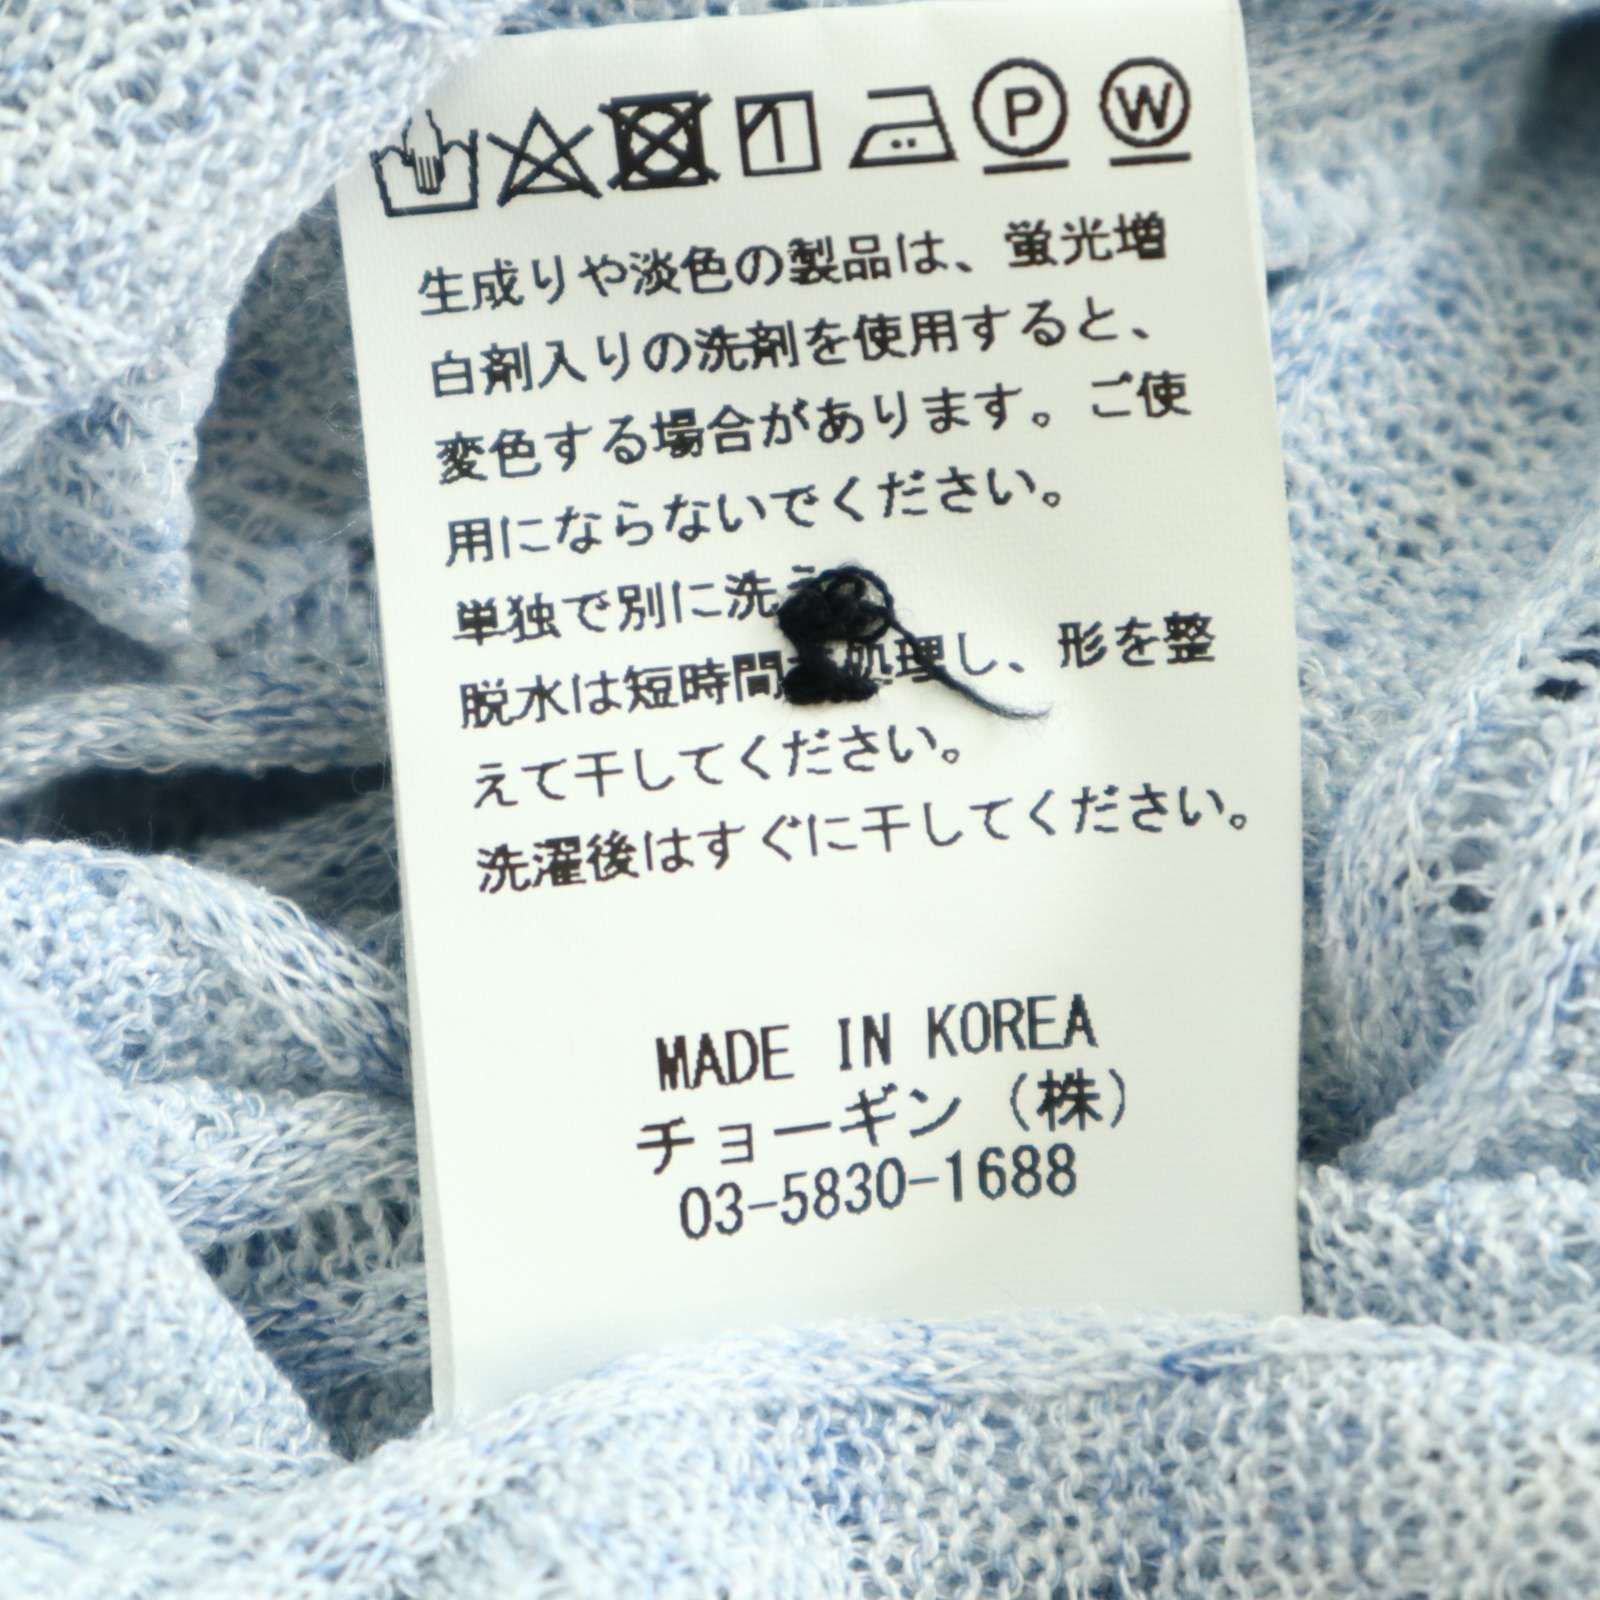 P W
生成りや淡色の製品は、蛍光増
白剤入りの洗剤を使用すると、
変色する場合があります。ご使
用にならないでください。
単独で別に洗
脱水は短時間 処理し、形を整
えて干してください。
洗濯後はすぐに干してください。
MADE IN KOREA
チョーギン（株）
03-5830-1688